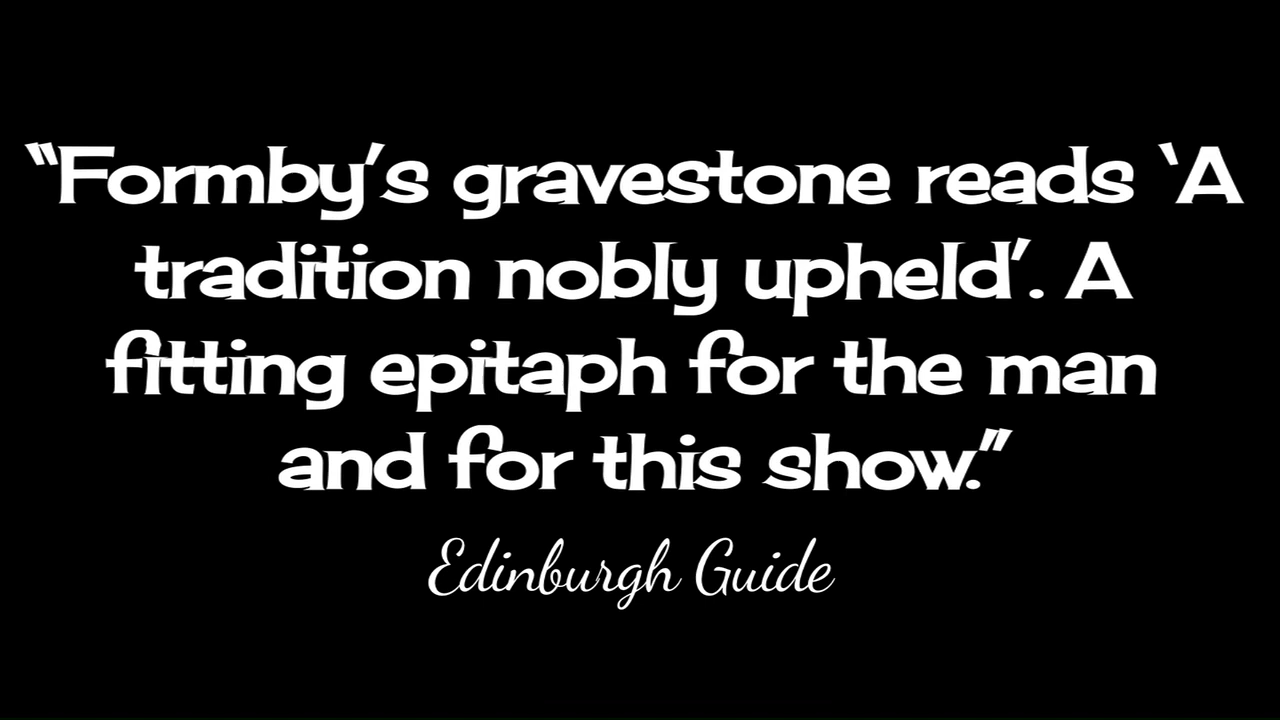 “Formby’s gravestone reads ‘A
tradition nobly upheld’. A
fitting epitaph for the man
and for this show.”
Edinburgh Guide